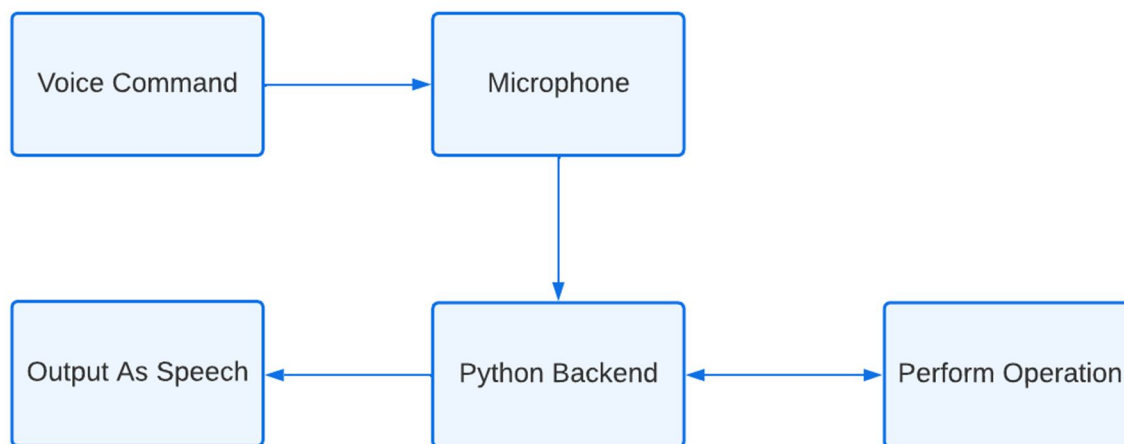 Voice Command
Microphone
Output As Speech
Python Backend
Perform Operation